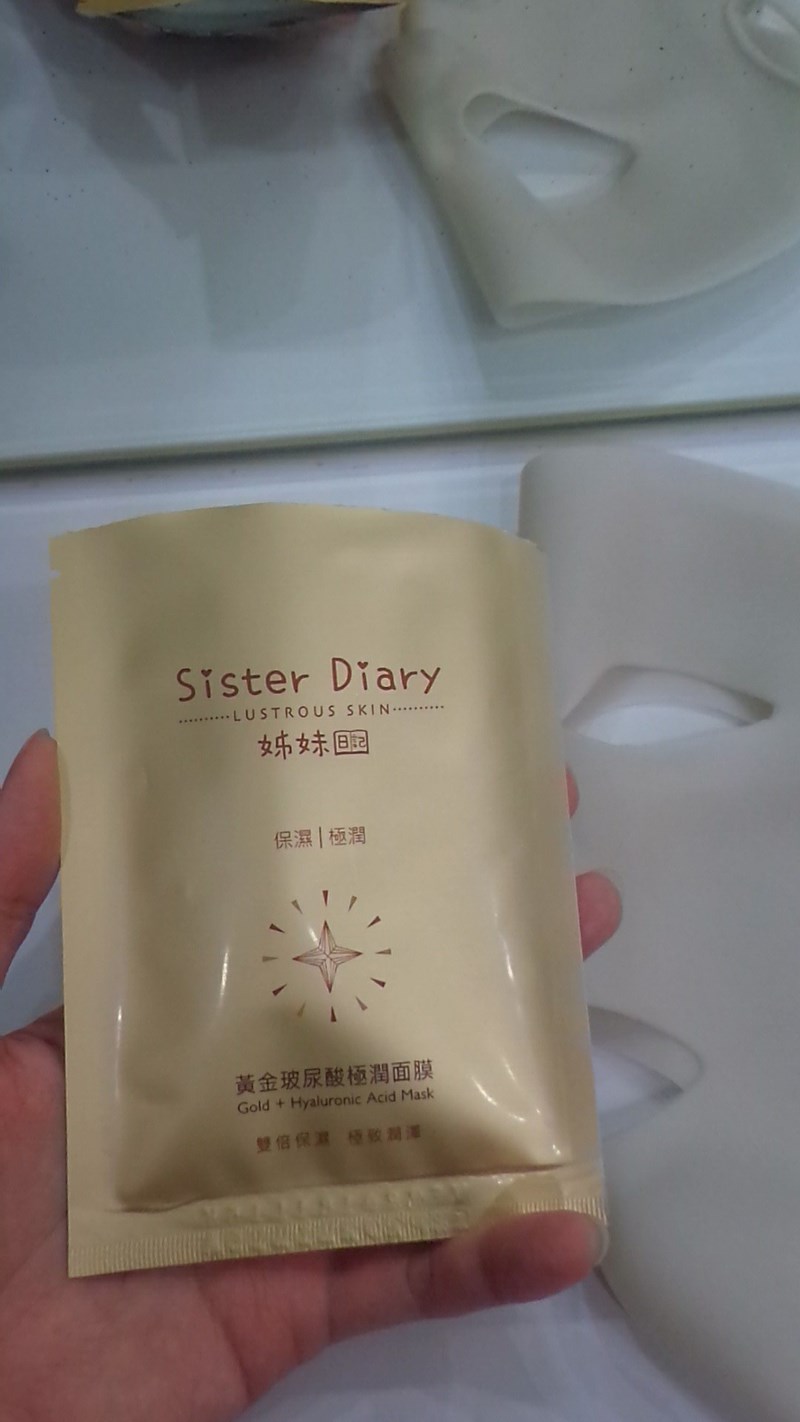 Sister Diary
LUSTROUS SKIN
姊妹日記
保濕|極潤
黃金玻尿酸極潤面膜
Gold + Hyaluronic Acid Mask
雙倍保濕 極致潤澤